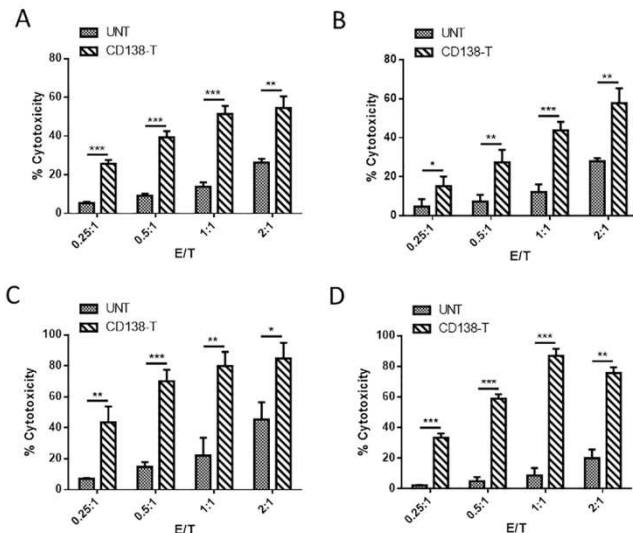 A
UNT
CD138-T
% Cytotoxicity
80
60
40
20
0
*** *** *** **
0.25:1 0.5:1 1:1 2:1
E/T
B
UNT
CD138-T
% Cytotoxicity
80
60
40
20
0
* ** *** **
0.25:1 0.5:1 1:1 2:1
E/T
C
UNT
CD138-T
% Cytotoxicity
100
80
60
40
20
0
** *** ** *
0.25:1 0.5:1 1:1 2:1
E/T
D
UNT
CD138-T
% Cytotoxicity
100
80
60
40
20
0
*** *** *** **
0.25:1 0.5:1 1:1 2:1
E/T